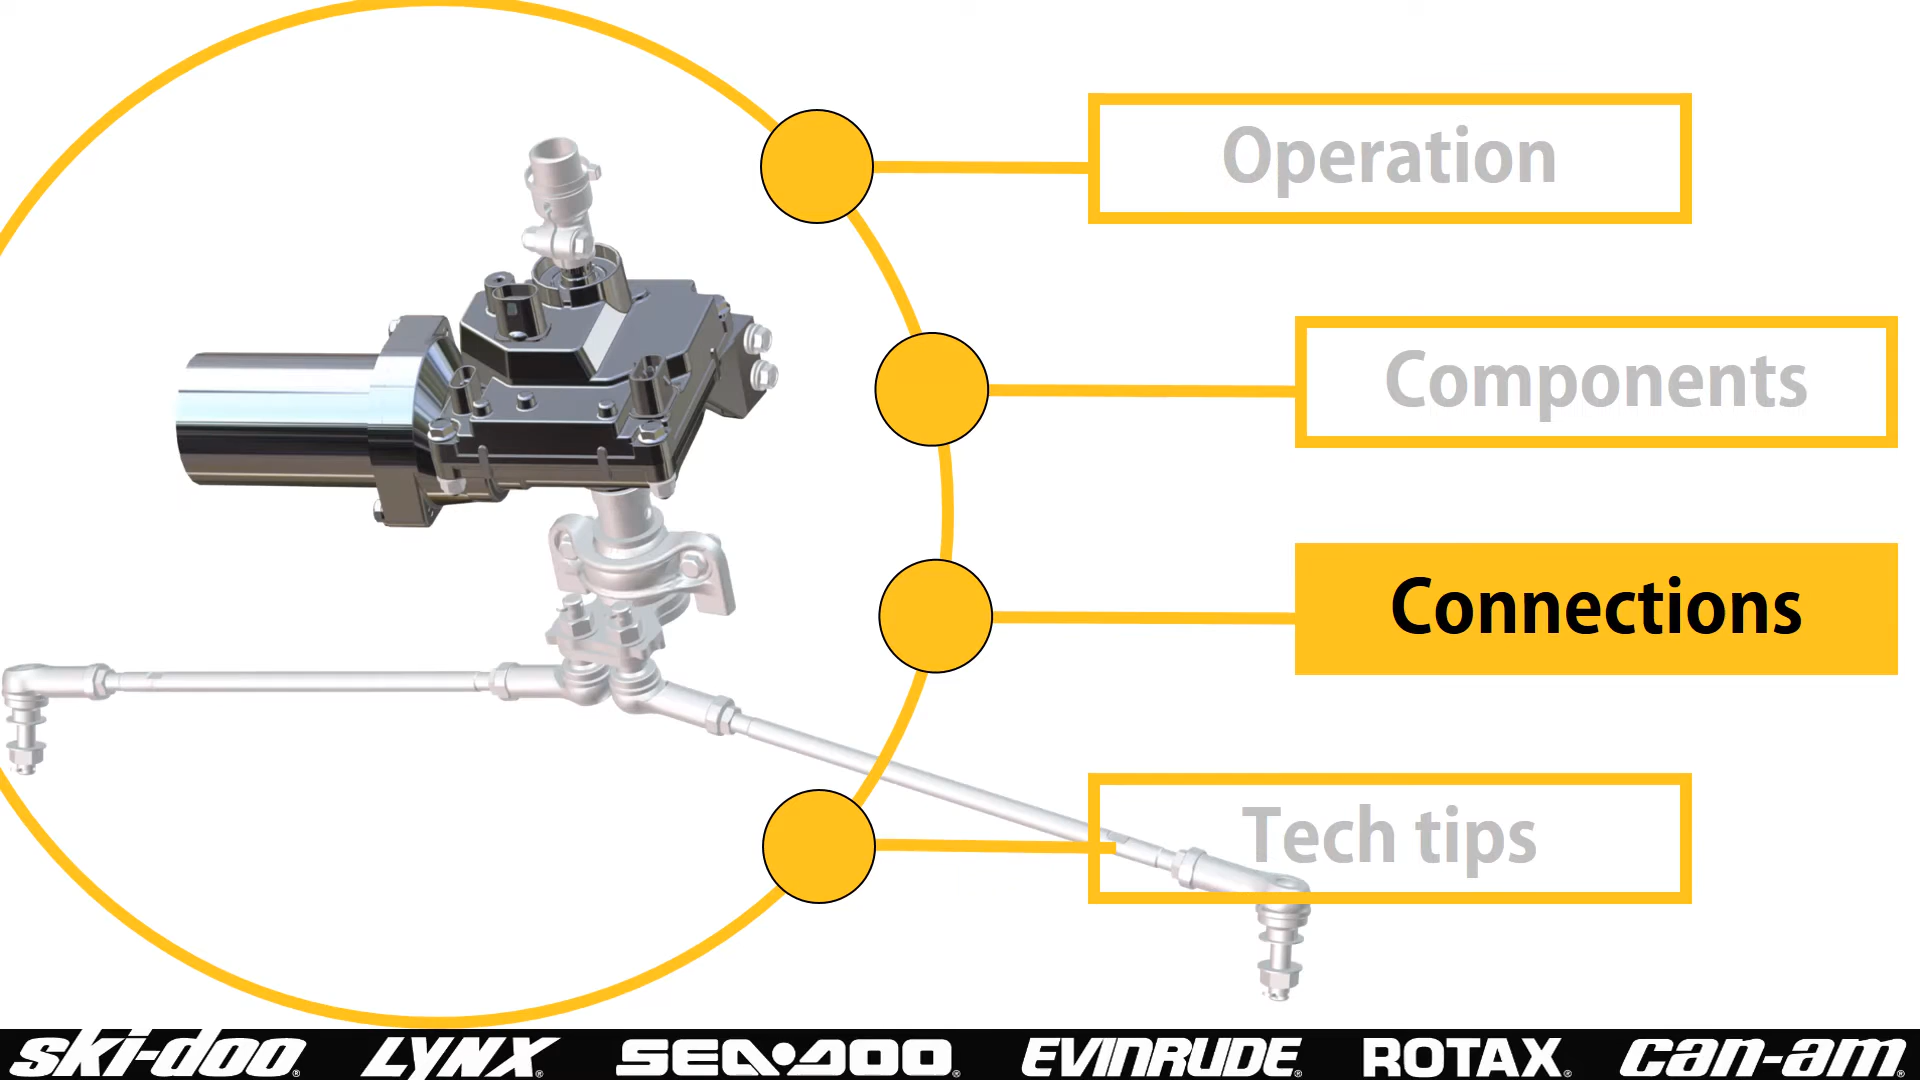 Operation
Components
Connections
Tech tips
ski-doo® LYNX® SEA-DOO® EVINRUDE® ROTAX® can-am®